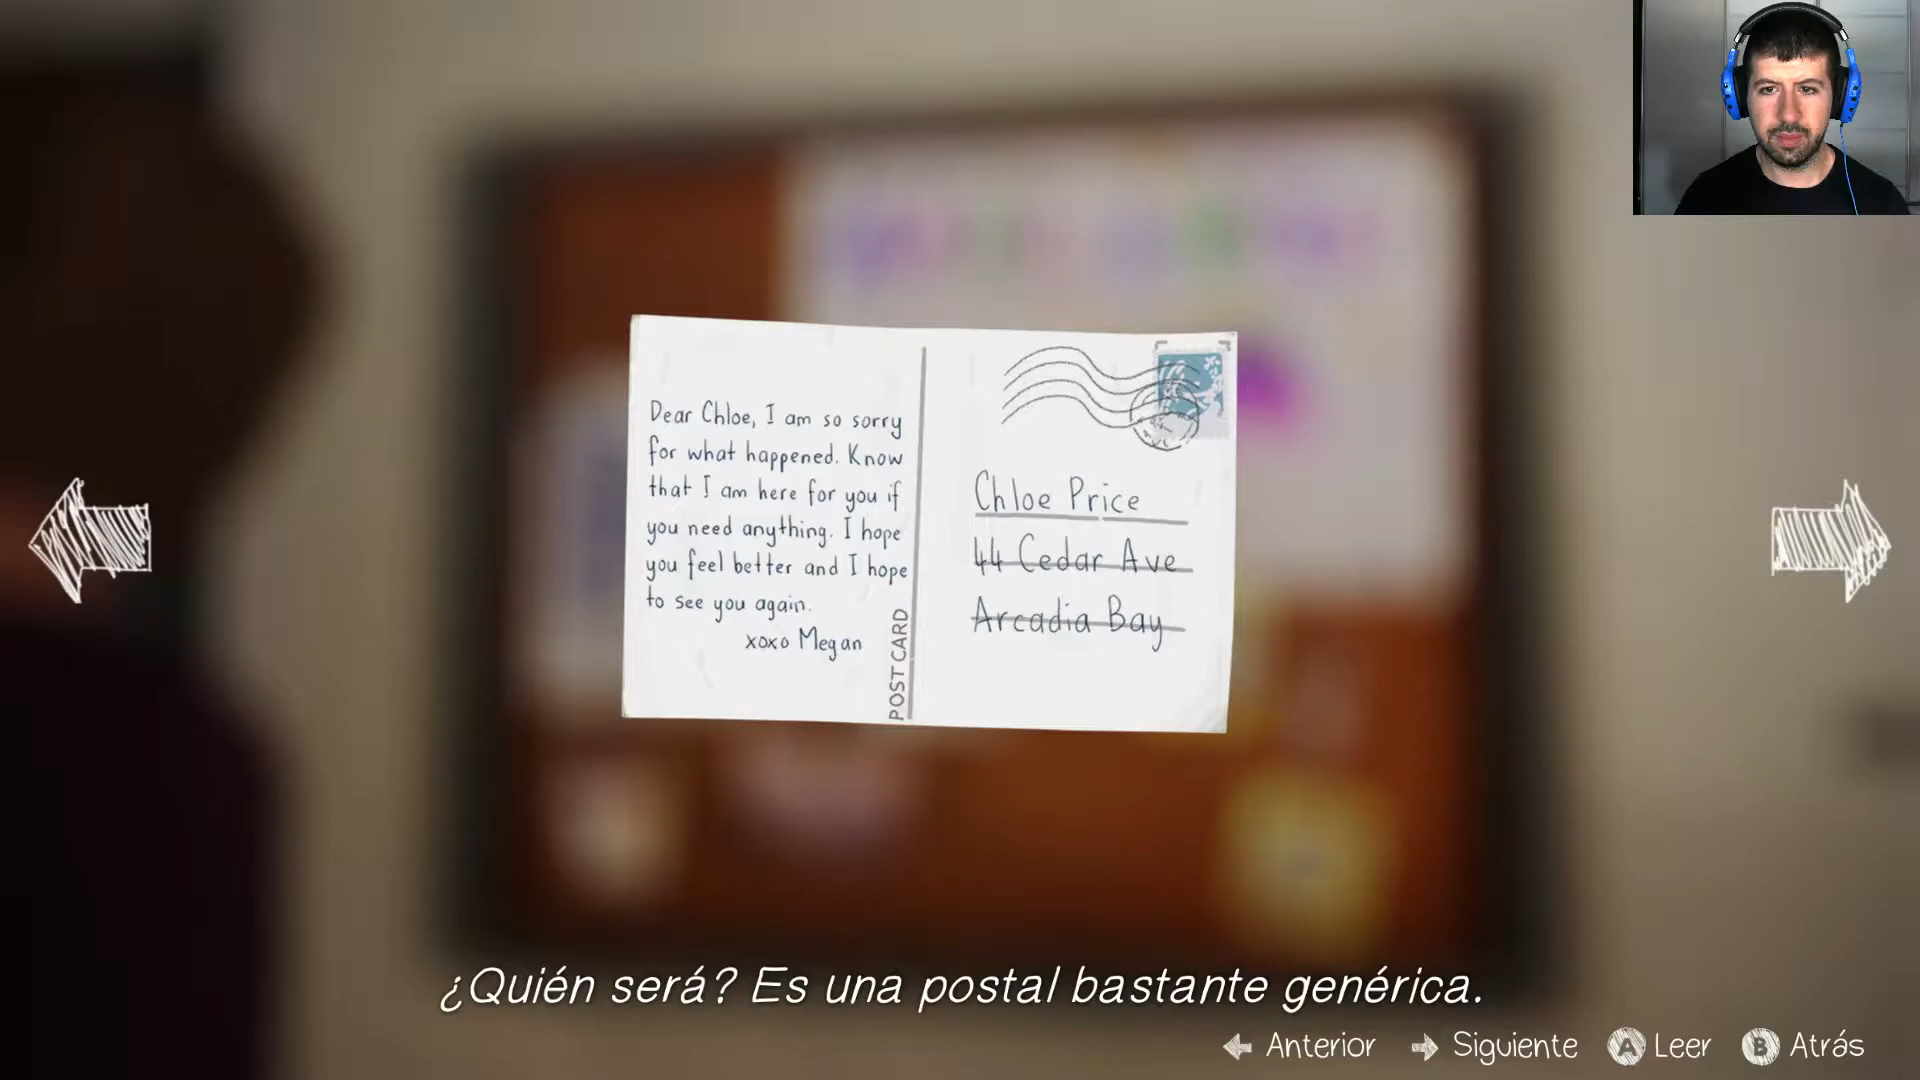 Dear Chloe, I am so sorry
for what happened. Know
that I am here for you if
you need anything. I hope
you feel better and I hope
to see you again.
xoxo Megan
POST CARD
Chloe Price
44 Cedar Ave
Arcadia Bay
¿Quién será? Es una postal bastante genérica.
Anterior Siguiente A Leer B Atrás